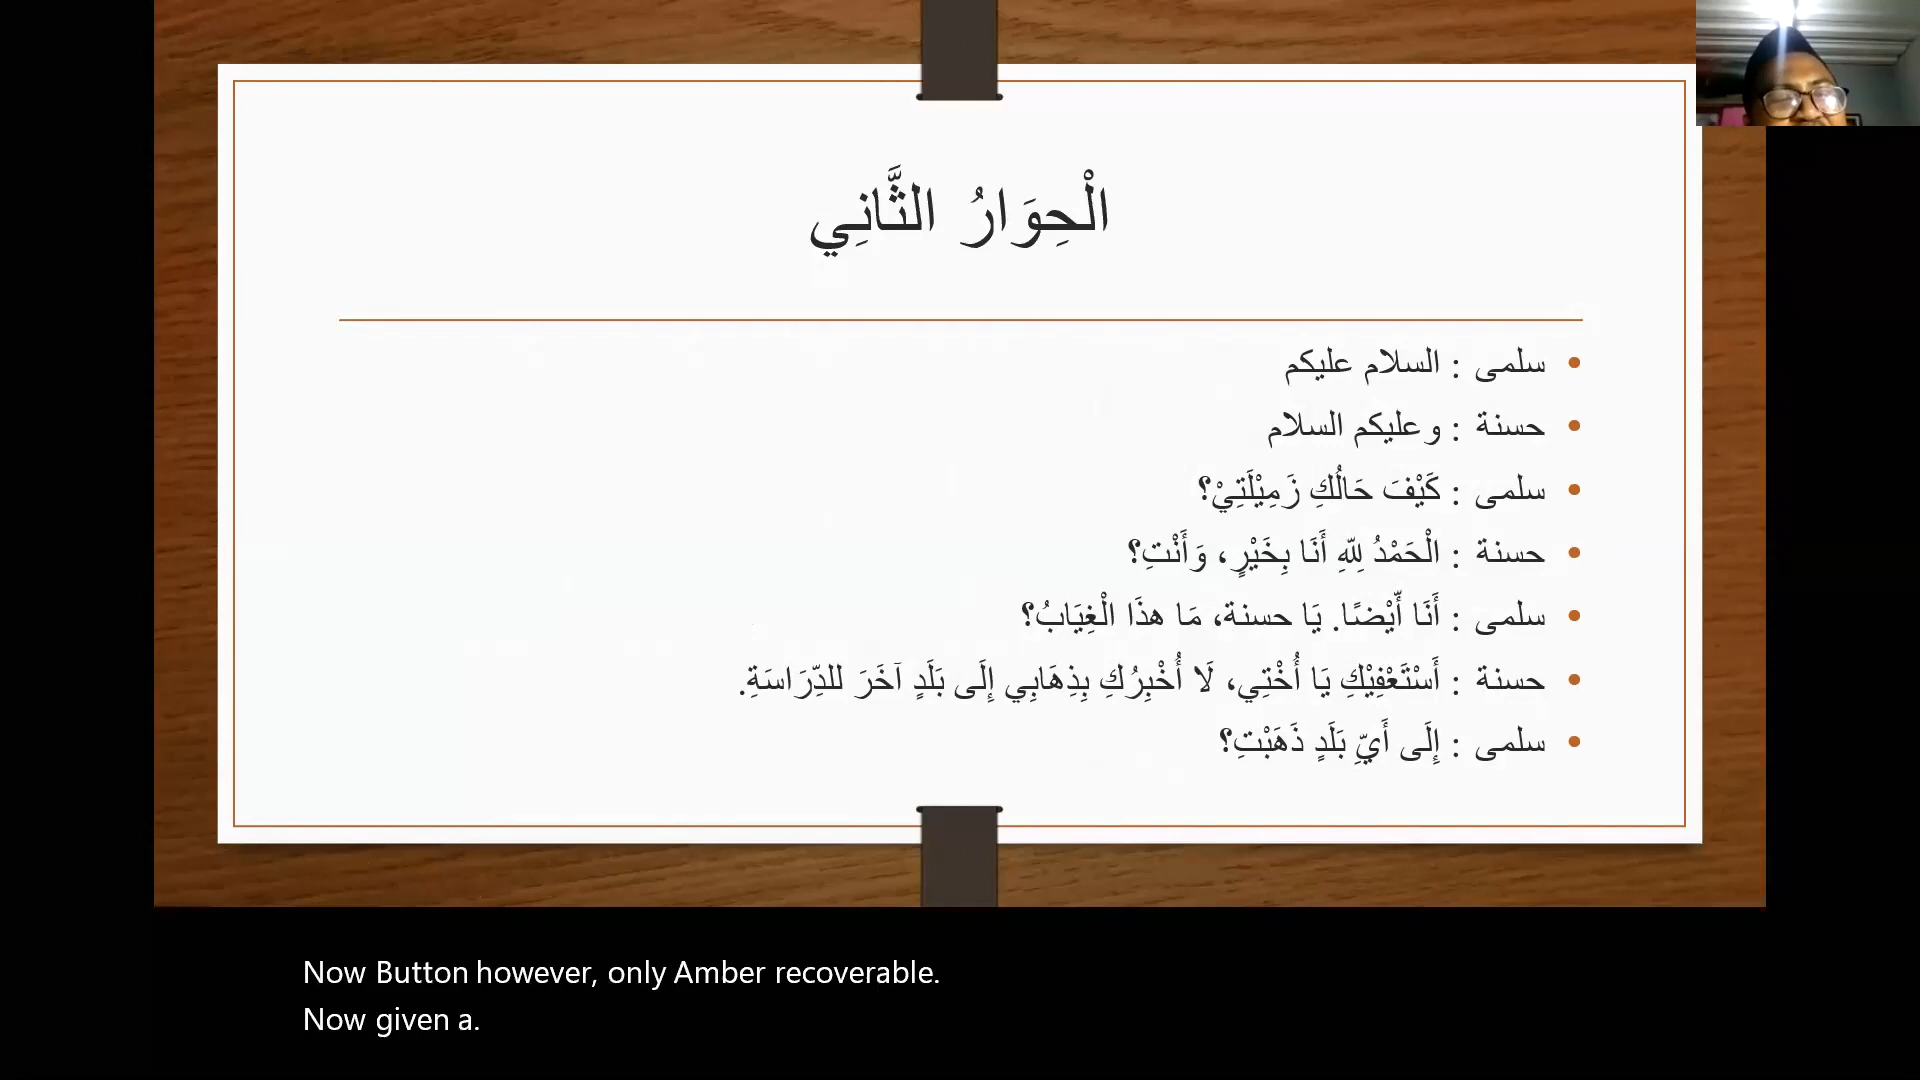 الْحِوَارُ الثَّانِي
• سلمى : السلام عليكم
• حسنة : وعليكم السلام
• سلمى : كَيْفَ حَالُكِ زَمِيْلَتِيْ؟
• حسنة : الْحَمْدُ لِلّٰهِ أَنَا بِخَيْرٍ، وَأَنْتِ؟
• سلمى : أَنَا أَيْضًا. يَا حسنة، مَا هذَا الْغِيَابُ؟
• حسنة : أَسْتَعْفِيْكِ يَا أُخْتِي، لَا أُخْبِرُكِ بِذِهَابِي إِلَى بَلَدٍ آخَرَ للدِّرَاسَةِ.
• سلمى : إِلَى أَيِّ بَلَدٍ ذَهَبْتِ؟
Now Button however, only Amber recoverable.
Now given a.